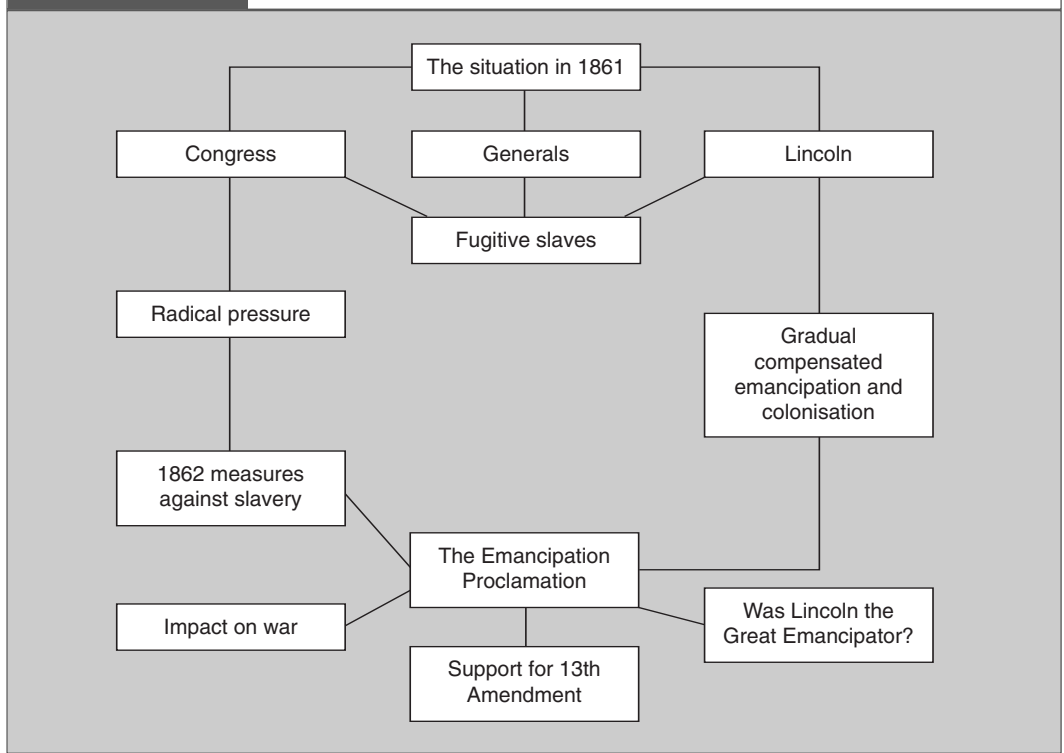 The situation in 1861
Congress
Generals
Lincoln
Fugitive slaves
Radical pressure
Gradual
compensated
emancipation and
colonisation
1862 measures
against slavery
The Emancipation
Proclamation
Impact on war
Was Lincoln the
Great Emancipator?
Support for 13th
Amendment